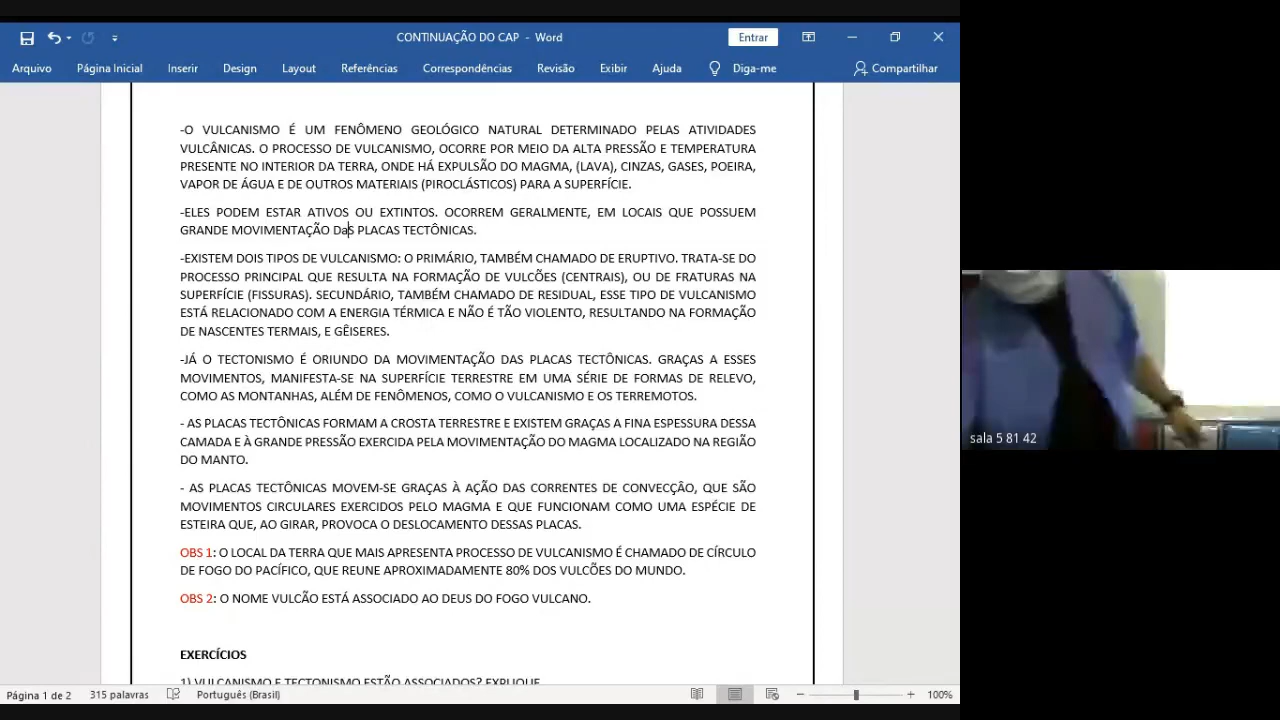 CONTINUAÇÃO DO CAP - Word
Entrar
Arquivo Página Inicial Inserir Design Layout Referências Correspondências Revisão Exibir Ajuda Diga-me Compartilhar
-O VULCANISMO É UM FENÔMENO GEOLÓGICO NATURAL DETERMINADO PELAS ATIVIDADES
VULCÂNICAS. O PROCESSO DE VULCANISMO, OCORRE POR MEIO DA ALTA PRESSÃO E TEMPERATURA
PRESENTE NO INTERIOR DA TERRA, ONDE HÁ EXPULSÃO DO MAGMA, (LAVA), CINZAS, GASES, POEIRA,
VAPOR DE ÁGUA E DE OUTROS MATERIAIS (PIROCLÁSTICOS) PARA A SUPERFÍCIE.
-ELES PODEM ESTAR ATIVOS OU EXTINTOS. OCORREM GERALMENTE, EM LOCAIS QUE POSSUEM
GRANDE MOVIMENTAÇÃO DaS PLACAS TECTÔNICAS.
-EXISTEM DOIS TIPOS DE VULCANISMO: O PRIMÁRIO, TAMBÉM CHAMADO DE ERUPTIVO. TRATA-SE DO
PROCESSO PRINCIPAL QUE RESULTA NA FORMAÇÃO DE VULCÕES (CENTRAIS), OU DE FRATURAS NA
SUPERFÍCIE (FISSURAS). SECUNDÁRIO, TAMBÉM CHAMADO DE RESIDUAL, ESSE TIPO DE VULCANISMO
ESTÁ RELACIONADO COM A ENERGIA TÉRMICA E NÃO É TÃO VIOLENTO, RESULTANDO NA FORMAÇÃO
DE NASCENTES TERMAIS, E GÊISERES.
-JÁ O TECTONISMO É ORIUNDO DA MOVIMENTAÇÃO DAS PLACAS TECTÔNICAS. GRAÇAS A ESSES
MOVIMENTOS, MANIFESTA-SE NA SUPERFÍCIE TERRESTRE EM UMA SÉRIE DE FORMAS DE RELEVO,
COMO AS MONTANHAS, ALÉM DE FENÔMENOS, COMO O VULCANISMO E OS TERREMOTOS.
- AS PLACAS TECTÔNICAS FORMAM A CROSTA TERRESTRE E EXISTEM GRAÇAS A FINA ESPESSURA DESSA
CAMADA E À GRANDE PRESSÃO EXERCIDA PELA MOVIMENTAÇÃO DO MAGMA LOCALIZADO NA REGIÃO
DO MANTO.
- AS PLACAS TECTÔNICAS MOVEM-SE GRAÇAS À AÇÃO DAS CORRENTES DE CONVECÇÂO, QUE SÃO
MOVIMENTOS CIRCULARES EXERCIDOS PELO MAGMA E QUE FUNCIONAM COMO UMA ESPÉCIE DE
ESTEIRA QUE, AO GIRAR, PROVOCA O DESLOCAMENTO DESSAS PLACAS.
OBS 1: O LOCAL DA TERRA QUE MAIS APRESENTA PROCESSO DE VULCANISMO É CHAMADO DE CÍRCULO
DE FOGO DO PACÍFICO, QUE REUNE APROXIMADAMENTE 80% DOS VULCÕES DO MUNDO.
OBS 2: O NOME VULCÃO ESTÁ ASSOCIADO AO DEUS DO FOGO VULCANO.
EXERCÍCIOS
1) VULCANISMO E TECTONISMO ESTÃO ASSOCIADOS? EXPLIQUE
Página 1 de 2 315 palavras Português (Brasil) 100%
sala 5 81 42